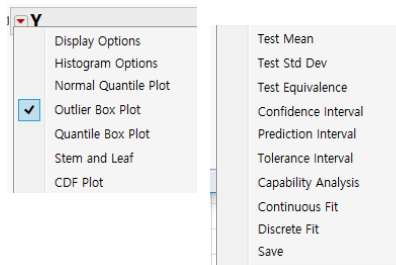 Y
Display Options
Histogram Options
Normal Quantile Plot
Outlier Box Plot
Quantile Box Plot
Stem and Leaf
CDF Plot
Test Mean
Test Std Dev
Test Equivalence
Confidence Interval
Prediction Interval
Tolerance Interval
Capability Analysis
Continuous Fit
Discrete Fit
Save